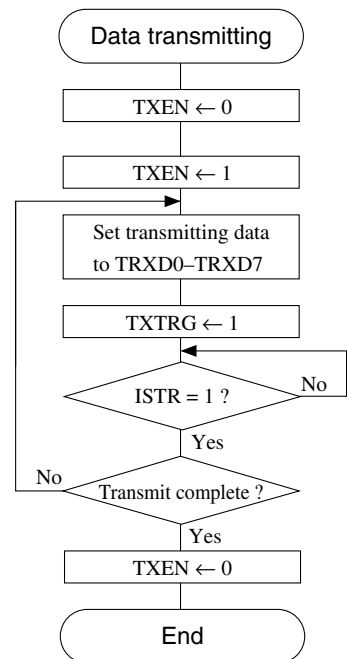 Data transmitting
TXEN ← 0
TXEN ← 1
Set transmitting data
to TRXD0–TRXD7
TXTRG ← 1
ISTR = 1 ?
No
Yes
No
Transmit complete ?
Yes
TXEN ← 0
End